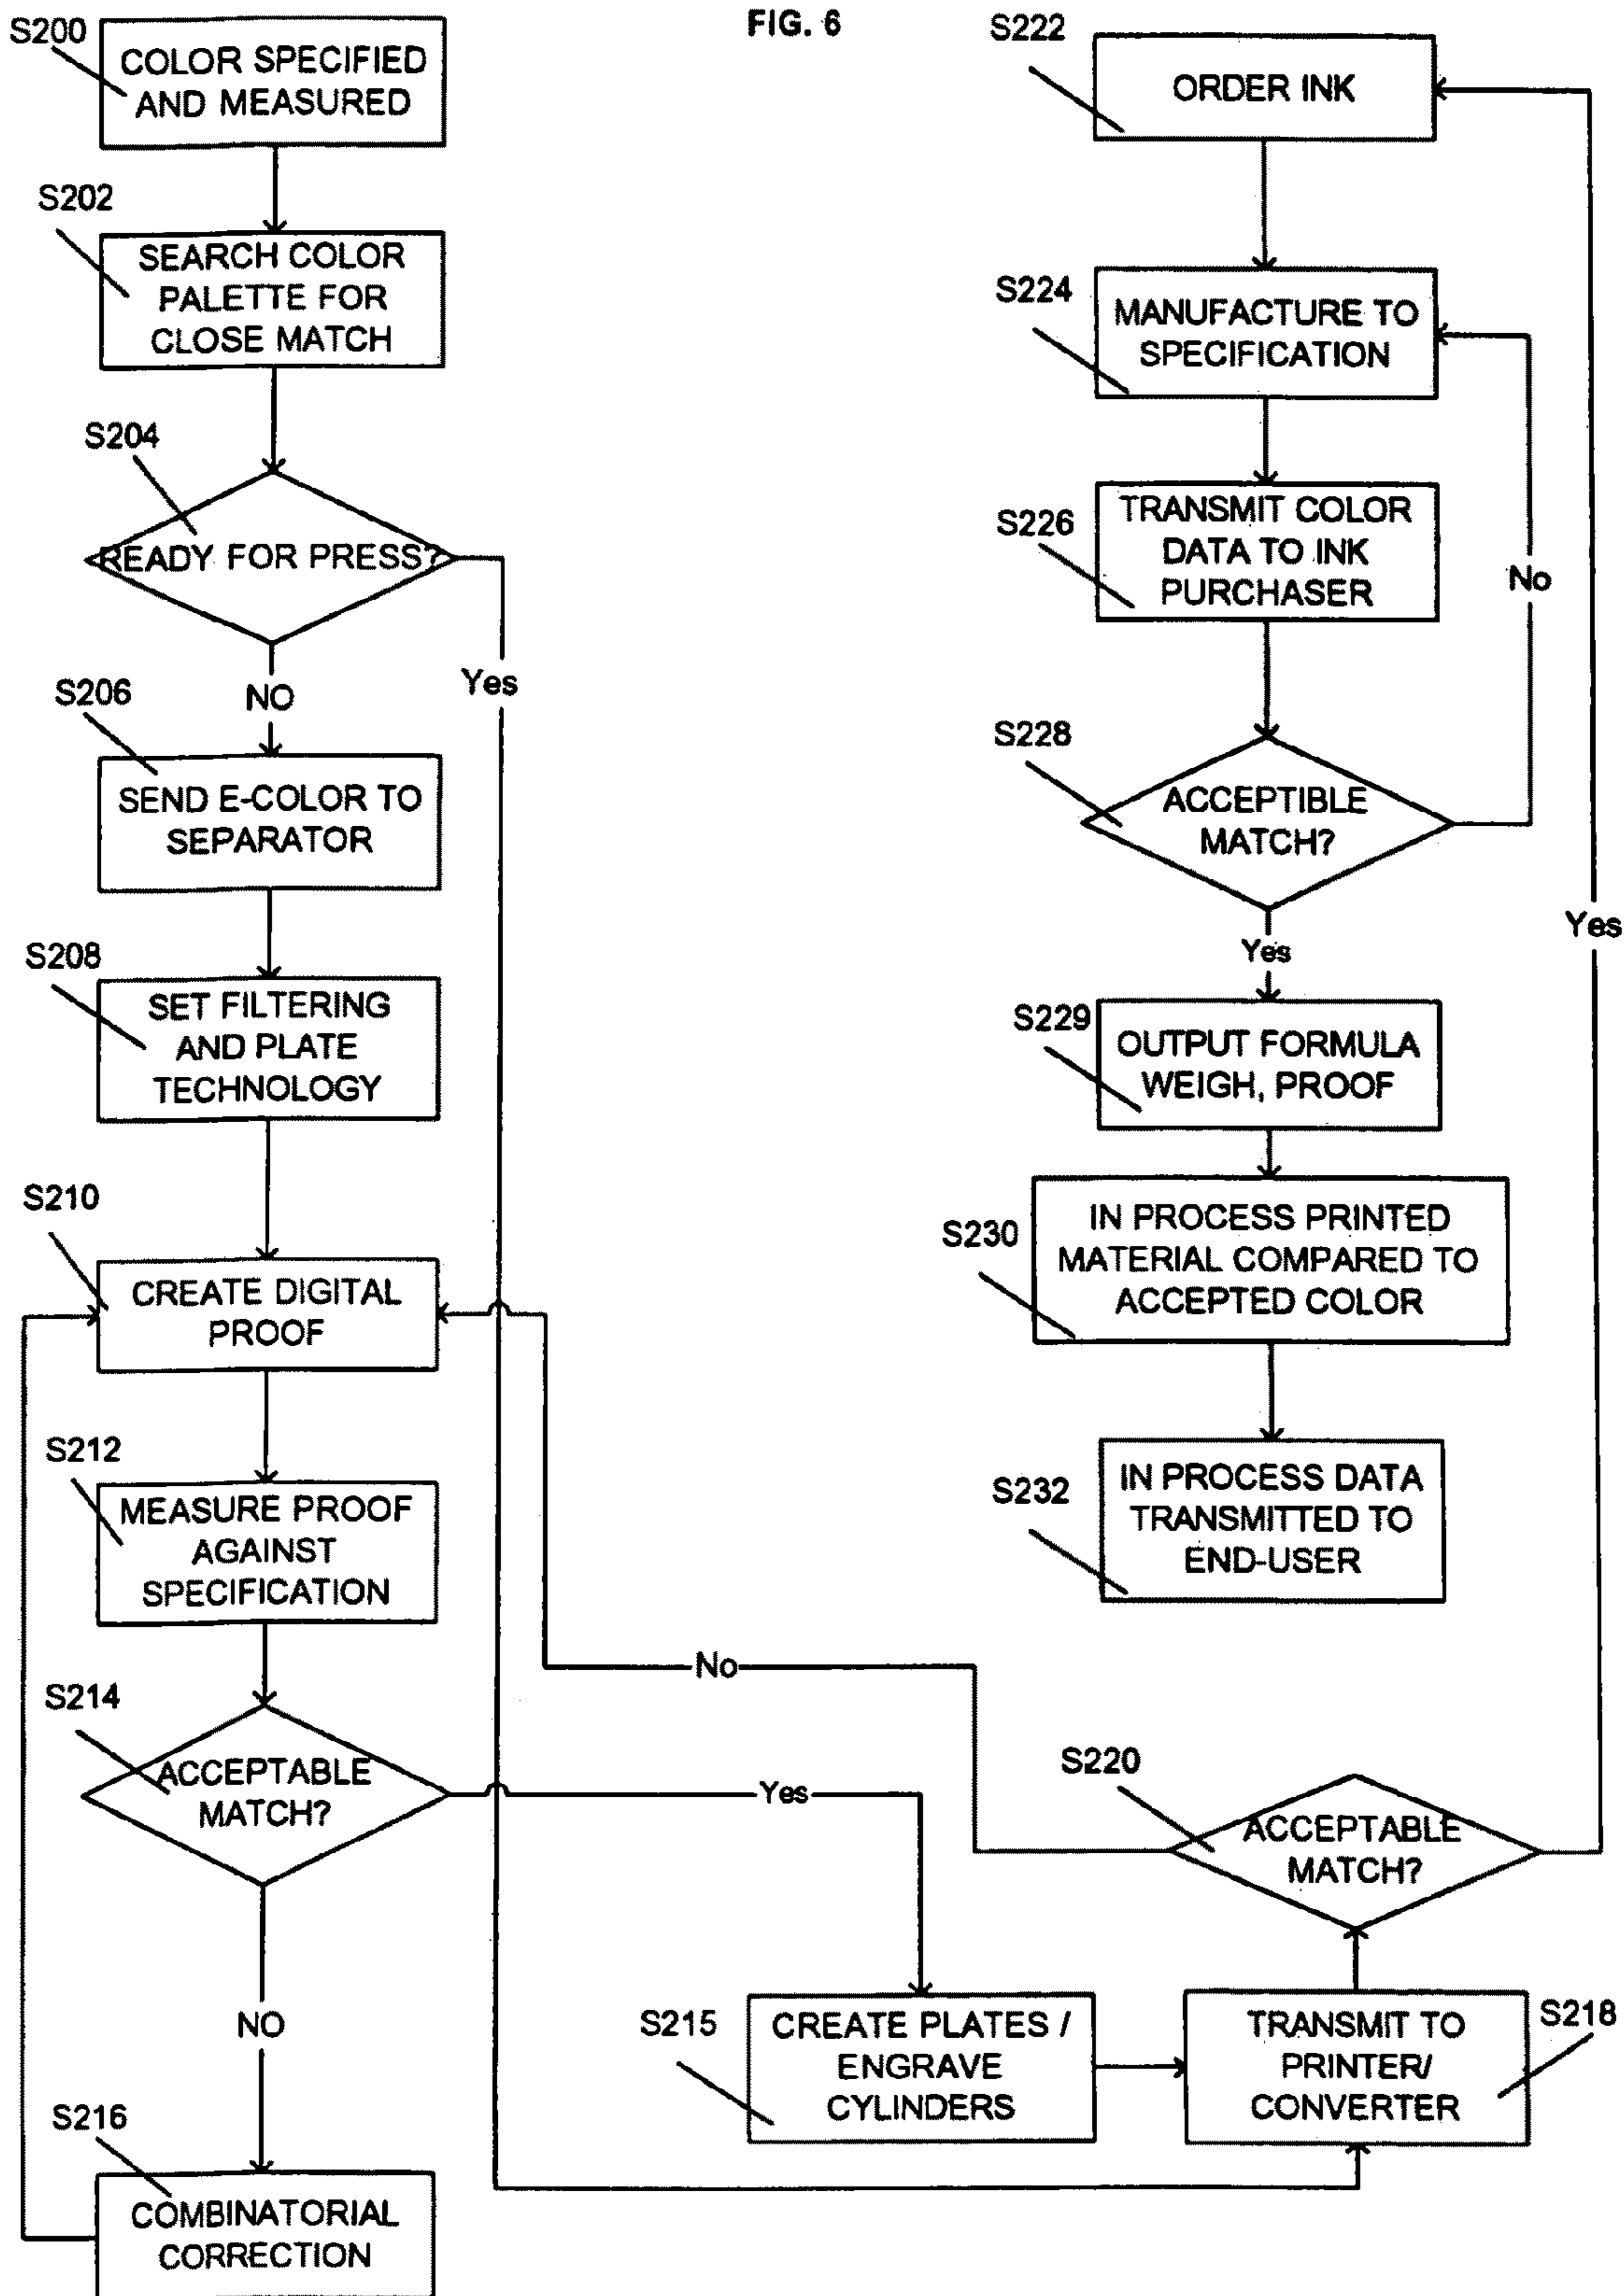 FIG. 6
S200
COLOR SPECIFIED
AND MEASURED
S202
SEARCH COLOR
PALETTE FOR
CLOSE MATCH
S204
READY FOR PRESS?
Yes
NO
S206
SEND E-COLOR TO
SEPARATOR
S208
SET FILTERING
AND PLATE
TECHNOLOGY
S210
CREATE DIGITAL
PROOF
S212
MEASURE PROOF
AGAINST
SPECIFICATION
S214
ACCEPTABLE
MATCH?
Yes
NO
S216
COMBINATORIAL
CORRECTION
S215
CREATE PLATES /
ENGRAVE
CYLINDERS
S218
TRANSMIT TO
PRINTER/
CONVERTER
S220
ACCEPTABLE
MATCH?
No
Yes
S222
ORDER INK
S224
MANUFACTURE TO
SPECIFICATION
S226
TRANSMIT COLOR
DATA TO INK
PURCHASER
No
S228
ACCEPTIBLE
MATCH?
Yes
S229
OUTPUT FORMULA
WEIGH, PROOF
S230
IN PROCESS PRINTED
MATERIAL COMPARED TO
ACCEPTED COLOR
S232
IN PROCESS DATA
TRANSMITTED TO
END-USER